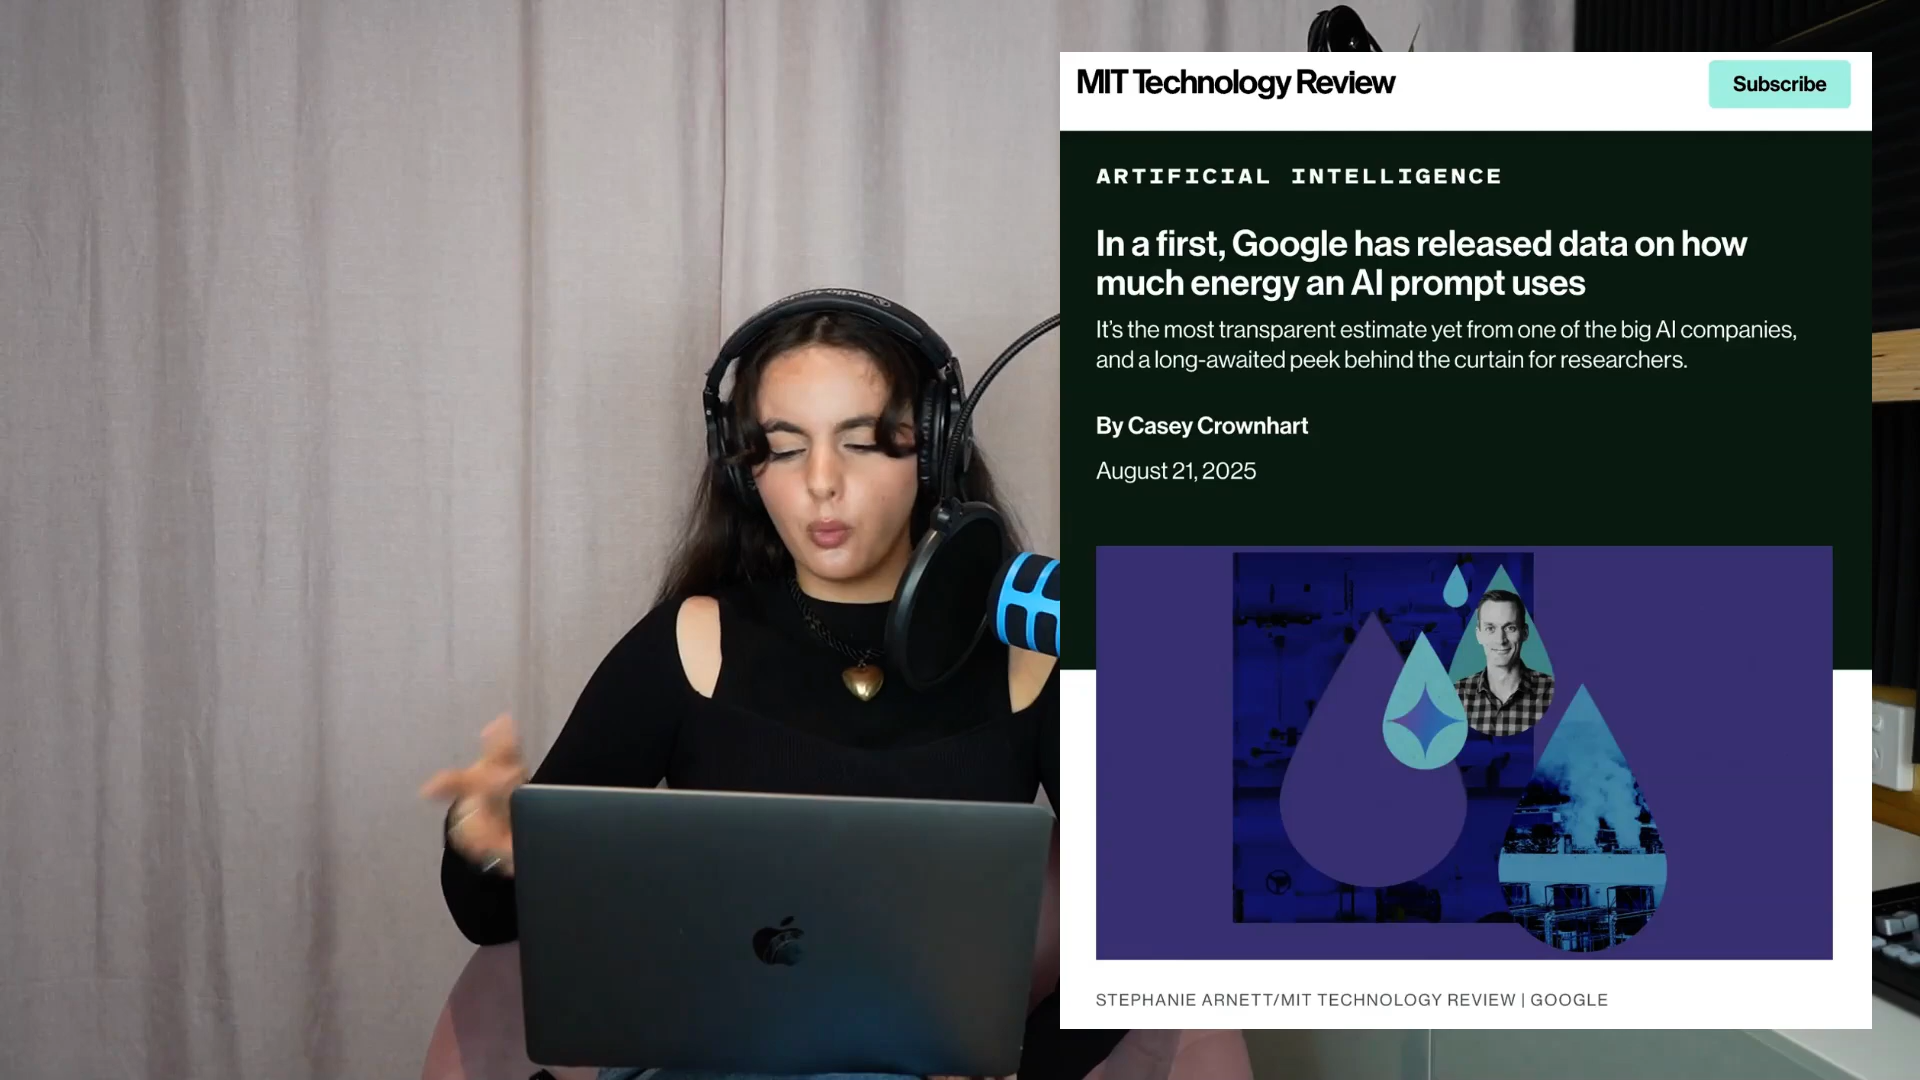 MIT Technology Review
Subscribe
ARTIFICIAL INTELLIGENCE
In a first, Google has released data on how
much energy an AI prompt uses
It's the most transparent estimate yet from one of the big AI companies,
and a long-awaited peek behind the curtain for researchers.
By Casey Crownhart
August 21, 2025
STEPHANIE ARNETT/MIT TECHNOLOGY REVIEW | GOOGLE
audio-technica